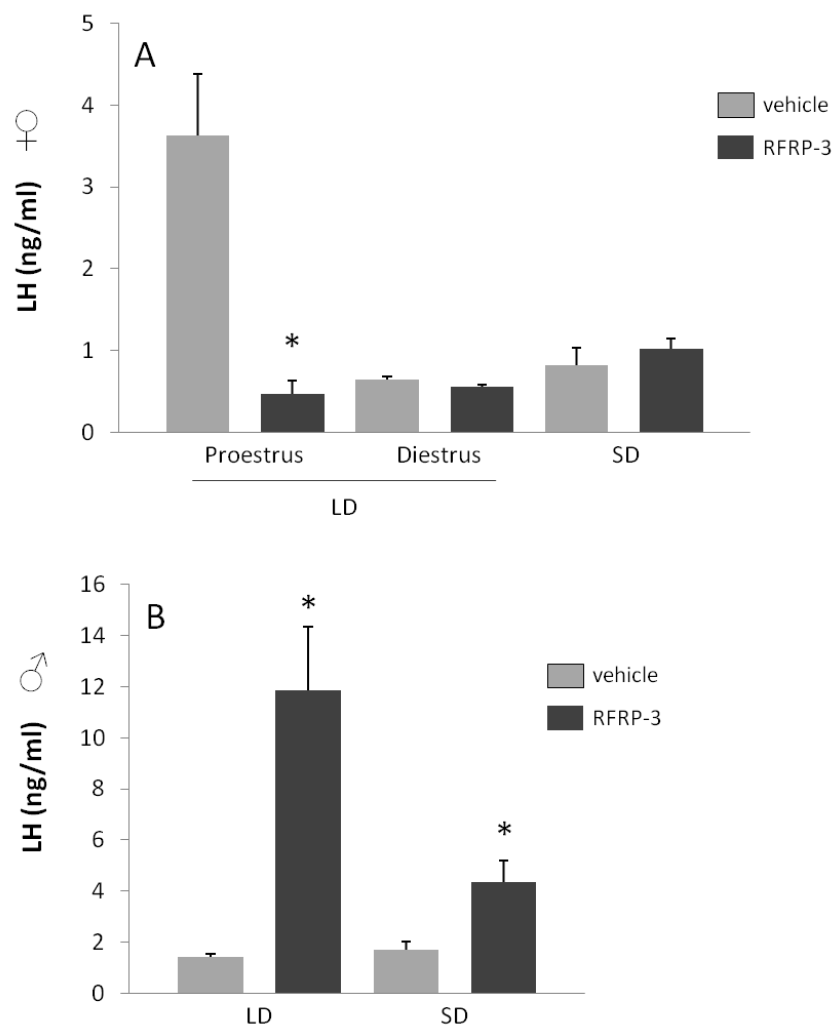 A
5
4
3
2
1
0
LH (ng/ml) ♀
vehicle
RFRP-3
*
Proestrus Diestrus SD
LD
B
16
14
12
10
8
6
4
2
0
LH (ng/ml) ♂
vehicle
RFRP-3
*
*
LD SD